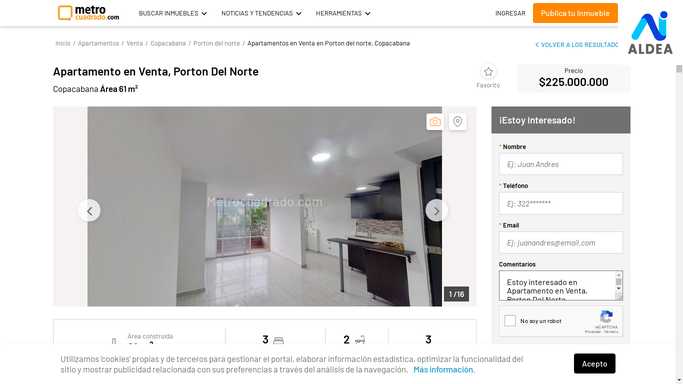 metro
cuadrado.com
BUSCAR INMUEBLES
NOTICIAS Y TENDENCIAS
HERRAMIENTAS
INGRESAR
Publica tu Inmueble
ALDEA
Inicio / Apartamentos / Venta / Copacabana / Porton del norte / Apartamentos en Venta en Porton del norte, Copacabana
VOLVER A LOS RESULTADO
Apartamento en Venta, Porton Del Norte
Copacabana Área 61 m²
Favorito
Precio
$225.000.000
Metrocuadrado.com
1 /16
¡Estoy Interesado!
* Nombre
Ej: Juan Andres
* Teléfono
Ej: 322*******
* Email
Ej: juanandres@email.com
Comentarios
Estoy interesado en
Apartamento en Venta,
Porton Del Norte
No soy un robot
reCAPTCHA
Privacidad - Términos
Área construida
3
2
3
Utilizamos 'cookies' propias y de terceros para gestionar el portal, elaborar información estadística, optimizar la funcionalidad del
sitio y mostrar publicidad relacionada con sus preferencias a través del análisis de la navegación. Más información.
Acepto